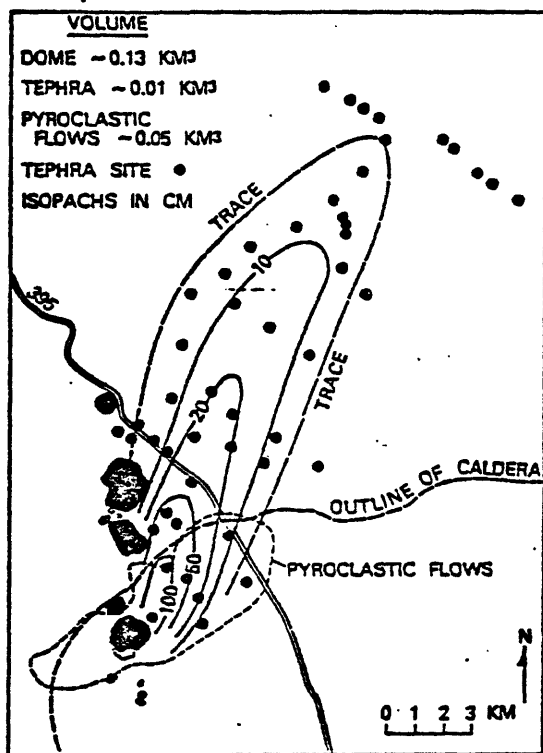 VOLUME
DOME ~0.13 KM³
TEPHRA ~0.01 KM³
PYROCLASTIC
FLOWS ~0.05 KM³
TEPHRA SITE ●
ISOPACHS IN CM
TRACE
10
395
TRACE
20
OUTLINE OF CALDERA
PYROCLASTIC FLOWS
50
100
N
0 1 2 3 KM